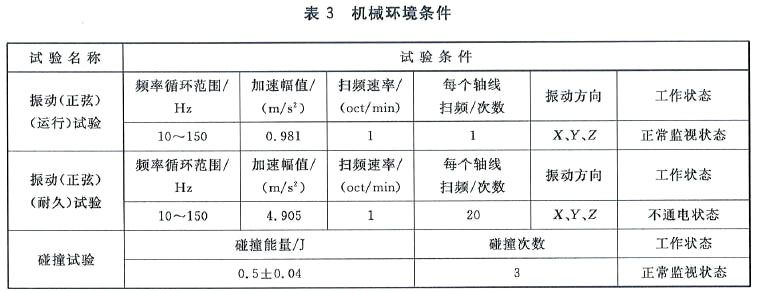 表 3 机械环境条件
试验名称 试验条件
振动(正弦)
(运行)试验
频率循环范围/
Hz
加速幅值/
(m/s²)
扫频速率/
(oct/min)
每个轴线
扫频/次数
振动方向
工作状态
10～150 0.981 1 1 X、Y、Z 正常监视状态
振动(正弦)
(耐久)试验
频率循环范围/
Hz
加速幅值/
(m/s²)
扫频速率/
(oct/min)
每个轴线
扫频/次数
振动方向
工作状态
10～150 4.905 1 20 X、Y、Z 不通电状态
碰撞试验
碰撞能量/J 碰撞次数 工作状态
0.5±0.04 3 正常监视状态